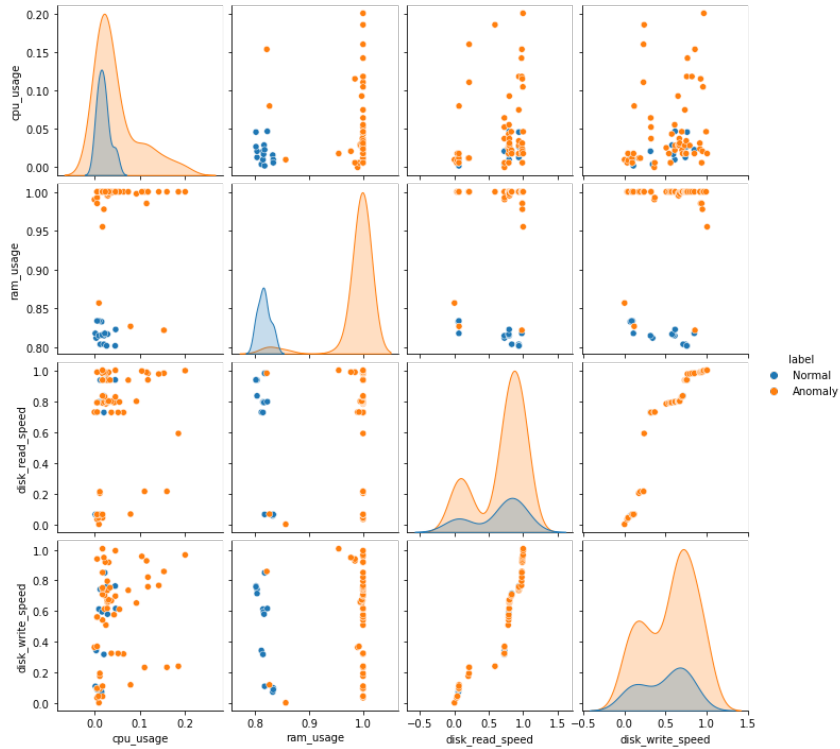 cpu_usage
0.20
0.15
0.10
0.05
0.00
ram_usage
1.00
0.95
0.90
0.85
0.80
disk_read_speed
1.0
0.8
0.6
0.4
0.2
0.0
disk_write_speed
1.0
0.8
0.6
0.4
0.2
0.0
label
Normal
Anomaly
0.0 0.1 0.2
cpu_usage
0.8 0.9 1.0
ram_usage
−0.5 0.0 0.5 1.0 1.5
disk_read_speed
−0.5 0.0 0.5 1.0 1.5
disk_write_speed